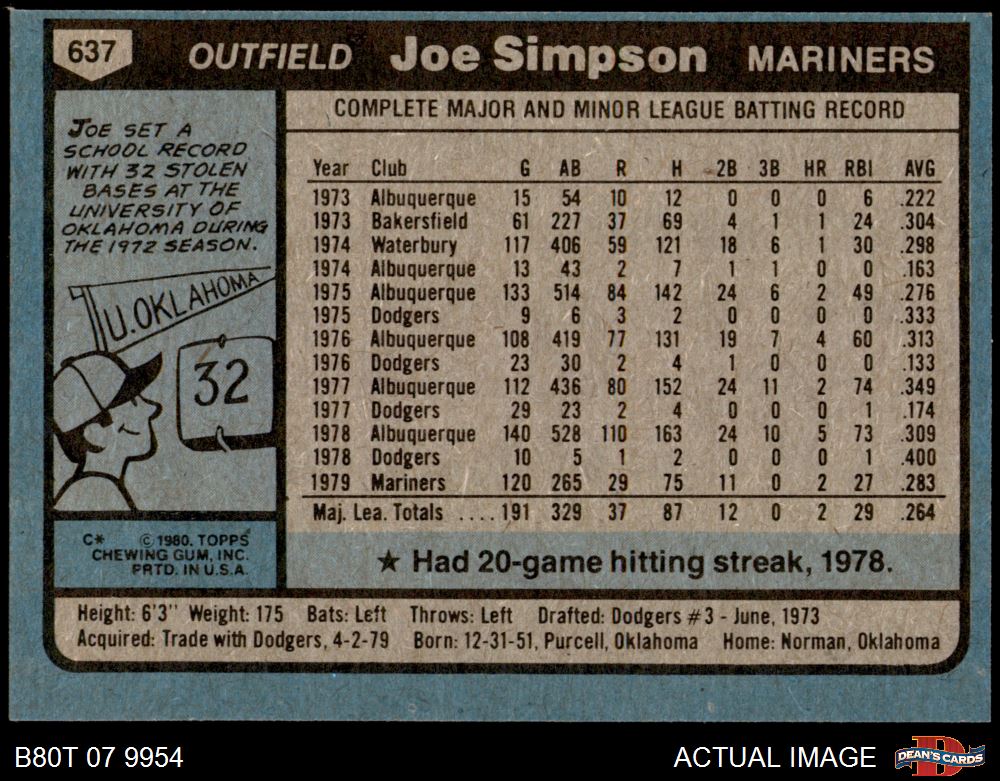 637 OUTFIELD Joe Simpson MARINERS
JOE SET A
SCHOOL RECORD
WITH 32 STOLEN
BASES AT THE
UNIVERSITY OF
OKLAHOMA DURING
THE 1972 SEASON.
U. OKLAHOMA
32
C* © 1980. TOPPS
CHEWING GUM, INC.
PRTD. IN U.S.A.
COMPLETE MAJOR AND MINOR LEAGUE BATTING RECORD
Year Club G AB R H 2B 3B HR RBI AVG
1973 Albuquerque 15 54 10 12 0 0 0 6 .222
1973 Bakersfield 61 227 37 69 4 1 1 24 .304
1974 Waterbury 117 406 59 121 18 6 1 30 .298
1974 Albuquerque 13 43 2 7 1 1 0 0 .163
1975 Albuquerque 133 514 84 142 24 6 2 49 .276
1975 Dodgers 9 6 3 2 0 0 0 0 .333
1976 Albuquerque 108 419 77 131 19 7 4 60 .313
1976 Dodgers 23 30 2 4 1 0 0 0 .133
1977 Albuquerque 112 436 80 152 24 11 2 74 .349
1977 Dodgers 29 23 2 4 0 0 0 1 .174
1978 Albuquerque 140 528 110 163 24 10 5 73 .309
1978 Dodgers 10 5 1 2 0 0 0 1 .400
1979 Mariners 120 265 29 75 11 0 2 27 .283
Maj. Lea. Totals ....191 329 37 87 12 0 2 29 .264
★ Had 20-game hitting streak, 1978.
Height: 6'3" Weight: 175 Bats: Left Throws: Left Drafted: Dodgers #3 - June, 1973
Acquired: Trade with Dodgers, 4-2-79 Born: 12-31-51, Purcell, Oklahoma Home: Norman, Oklahoma
B80T 07 9954 ACTUAL IMAGE D DEAN'S CARDS